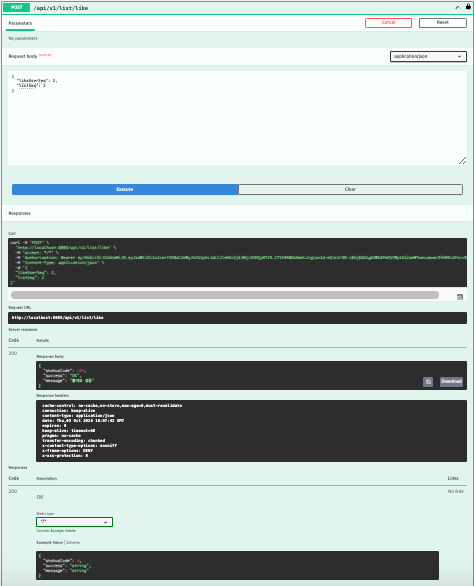 POST /api/v1/list/like
Parameters
Cancel
Reset
No parameters
Request body required
application/json
{
"likeUserSeq": 2,
"listSeq": 2
}
Execute
Clear
Responses
Curl
curl -X 'POST' \
'http://localhost:8085/api/v1/list/like' \
-H 'accept: */*' \
-H 'Authorization: Bearer
-H 'Content-Type: application/json' \
-d '{
"likeUserSeq": 2,
"listSeq": 2
Request URL
http://localhost:8085/api/v1/list/like
Server response
Code Details
200
Response body
{
"statusCode": 200,
"success": "OK",
"message": "좋아요 성공"
}
Download
Response headers
cache-control: no-cache,no-store,max-age=0,must-revalidate
connection: keep-alive
content-type: application/json
date: Thu,03 Oct 2024 18:07:43 GMT
expires: 0
keep-alive: timeout=60
pragma: no-cache
transfer-encoding: chunked
x-content-type-options: nosniff
x-frame-options: DENY
x-xss-protection: 0
Responses
Code Description Links
200
OK
No links
Media type
*/*
Controls Accept header.
Example Value | Schema
{
"statusCode": 0,
"success": "string",
"message": "string"
}